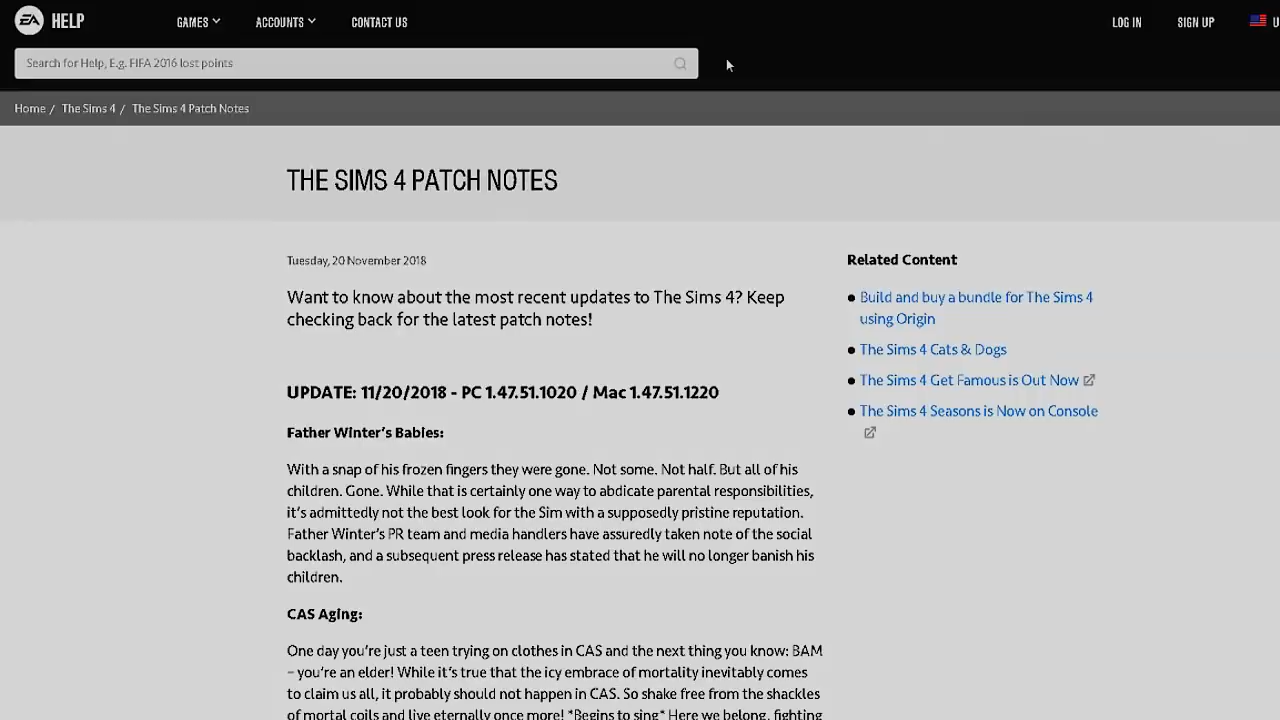 EA HELP GAMES ACCOUNTS CONTACT US LOG IN SIGN UP U
Search for Help, E.g. FIFA 2016 lost points
Home / The Sims 4 / The Sims 4 Patch Notes
THE SIMS 4 PATCH NOTES
Tuesday, 20 November 2018
Want to know about the most recent updates to The Sims 4? Keep
checking back for the latest patch notes!
UPDATE: 11/20/2018 - PC 1.47.51.1020 / Mac 1.47.51.1220
Father Winter's Babies:
With a snap of his frozen fingers they were gone. Not some. Not half. But all of his
children. Gone. While that is certainly one way to abdicate parental responsibilities,
it's admittedly not the best look for the Sim with a supposedly pristine reputation.
Father Winter's PR team and media handlers have assuredly taken note of the social
backlash, and a subsequent press release has stated that he will no longer banish his
children.
CAS Aging:
One day you're just a teen trying on clothes in CAS and the next thing you know: BAM
– you're an elder! While it's true that the icy embrace of mortality inevitably comes
to claim us all, it probably should not happen in CAS. So shake free from the shackles
of mortal coils and live eternally once more! *Begins to sing* Here we belong, fighting
Related Content
Build and buy a bundle for The Sims 4
using Origin
The Sims 4 Cats & Dogs
The Sims 4 Get Famous is Out Now
The Sims 4 Seasons is Now on Console